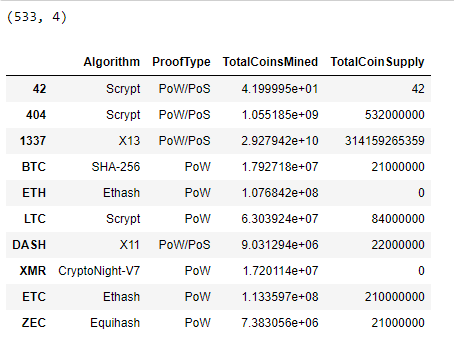 (533, 4)
Algorithm ProofType TotalCoinsMined TotalCoinSupply
42 Scrypt PoW/PoS 4.199995e+01 42
404 Scrypt PoW/PoS 1.055185e+09 532000000
1337 X13 PoW/PoS 2.927942e+10 314159265359
BTC SHA-256 PoW 1.792718e+07 21000000
ETH Ethash PoW 1.076842e+08 0
LTC Scrypt PoW 6.303924e+07 84000000
DASH X11 PoW/PoS 9.031294e+06 22000000
XMR CryptoNight-V7 PoW 1.720114e+07 0
ETC Ethash PoW 1.133597e+08 210000000
ZEC Equihash PoW 7.383056e+06 21000000